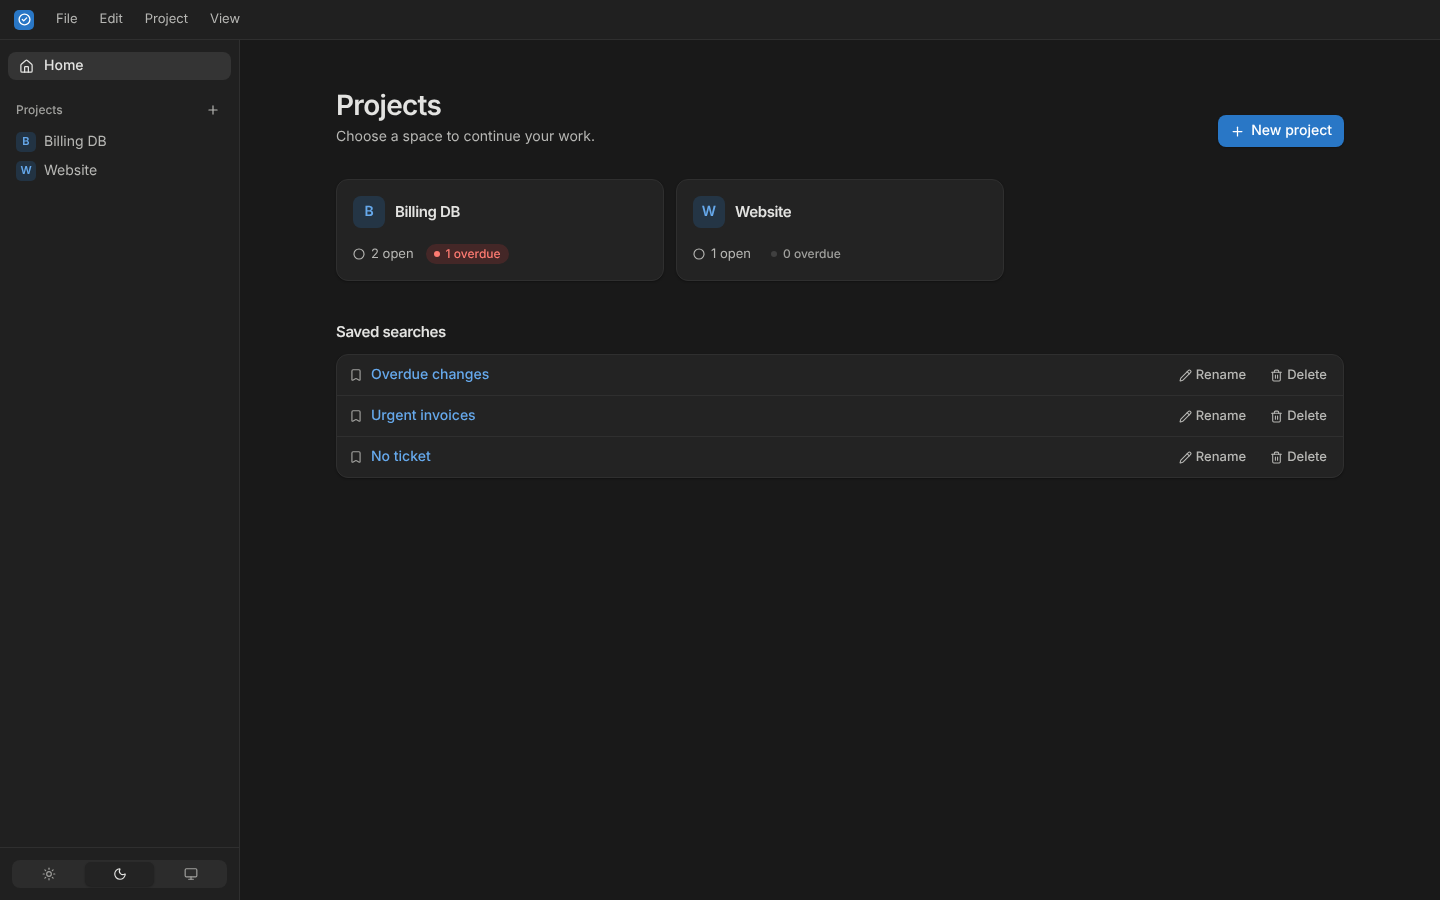 File Edit Project View
Home
Projects
B Billing DB
W Website
Projects
Choose a space to continue your work.
New project
B Billing DB
2 open 1 overdue
W Website
1 open 0 overdue
Saved searches
Overdue changes Rename Delete
Urgent invoices Rename Delete
No ticket Rename Delete